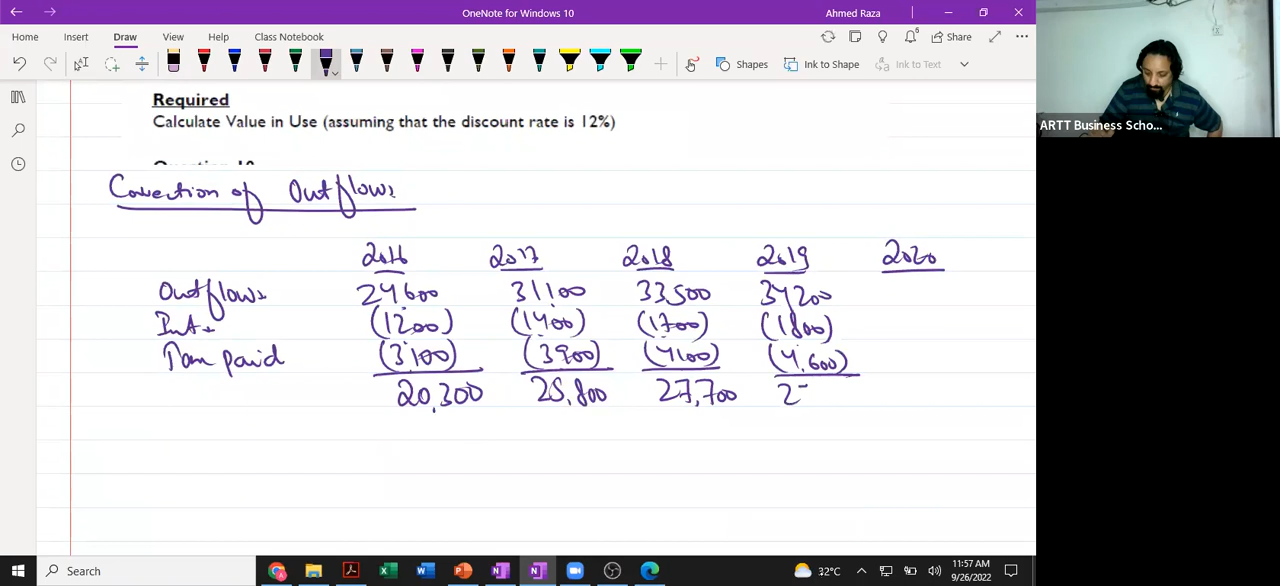 OneNote for Windows 10
Ahmed Raza
Home Insert Draw View Help Class Notebook
Share
Shapes Ink to Shape Ink to Text
ARTT Business Scho...
Required
Calculate Value in Use (assuming that the discount rate is 12%)
Correction of Outflows
2016 2017 2018 2019 2020
Outflows 24600 31100 33500 34200
Int. (1200) (1400) (1700) (1800)
Tax paid (3100) (3900) (4100) (4,600)
20,300 25,800 27,700
Search
32°C
11:57 AM
9/26/2022